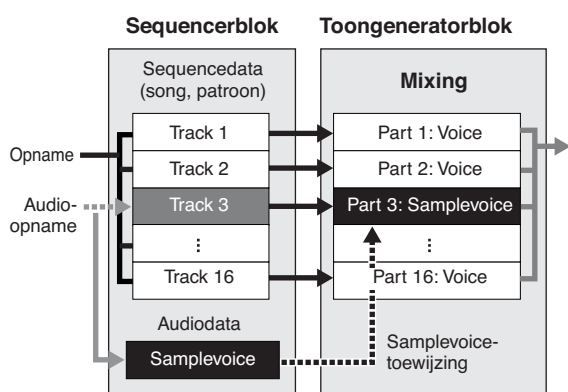 Sequencerblok
Toongeneratorblok
Sequencedata
(song, patroon)
Mixing
Opname
Track 1
Part 1: Voice
Track 2
Part 2: Voice
Audio-
opname
Track 3
Part 3: Samplevoice
⋮
⋮
Track 16
Part 16: Voice
Audiodata
Samplevoice
Samplevoice-
toewijzing